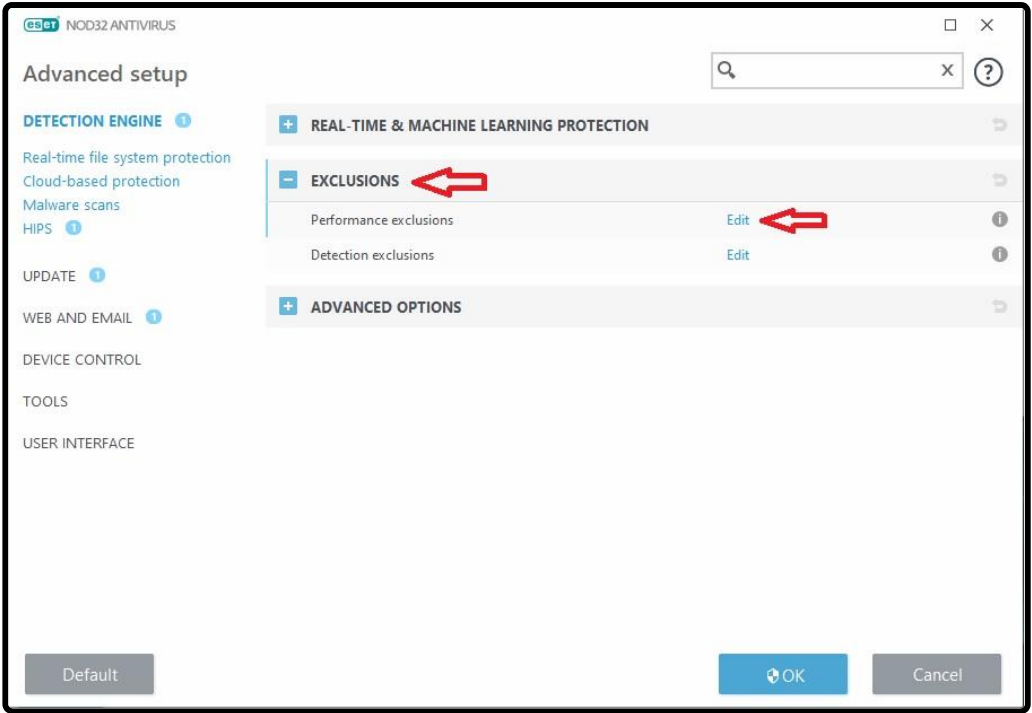 eset NOD32 ANTIVIRUS
Advanced setup
x
?
DETECTION ENGINE 1
Real-time file system protection
Cloud-based protection
Malware scans
HIPS 1
UPDATE 1
WEB AND EMAIL 1
DEVICE CONTROL
TOOLS
USER INTERFACE
+ REAL-TIME & MACHINE LEARNING PROTECTION
- EXCLUSIONS
Performance exclusions Edit i
Detection exclusions Edit i
+ ADVANCED OPTIONS
Default OK Cancel